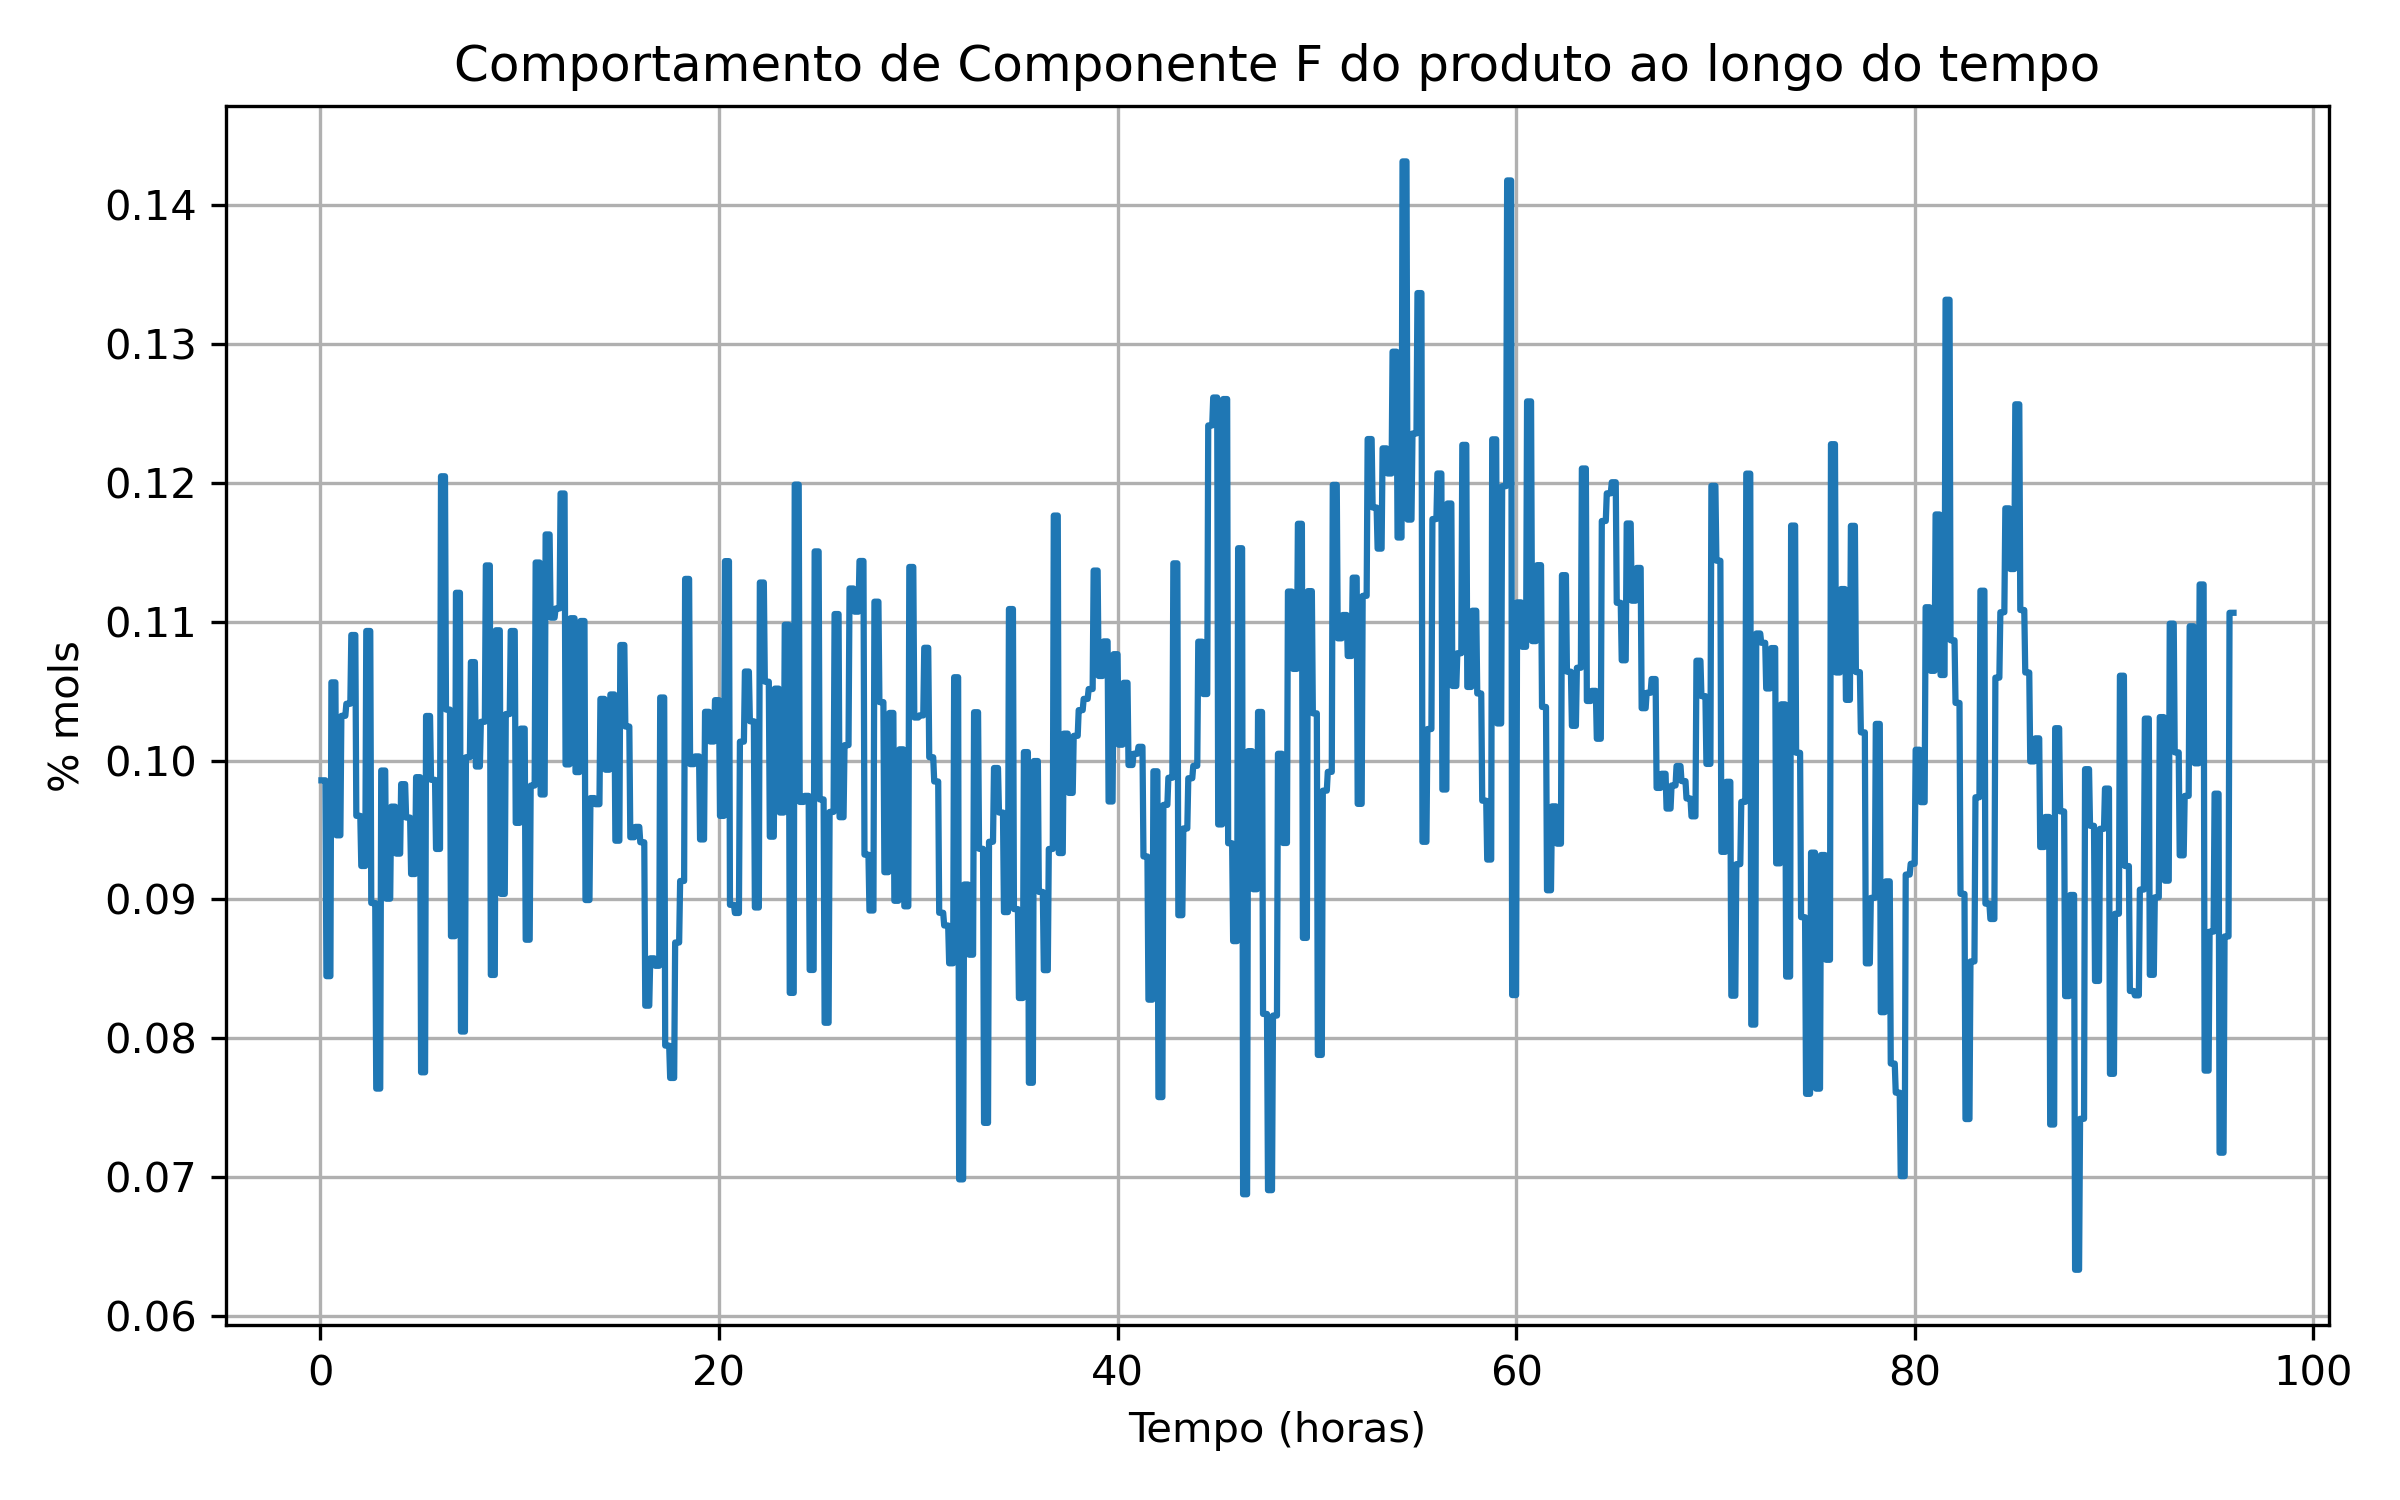 Comportamento de Componente F do produto ao longo do tempo
% mols
0.14
0.13
0.12
0.11
0.10
0.09
0.08
0.07
0.06
0 20 40 60 80 100
Tempo (horas)